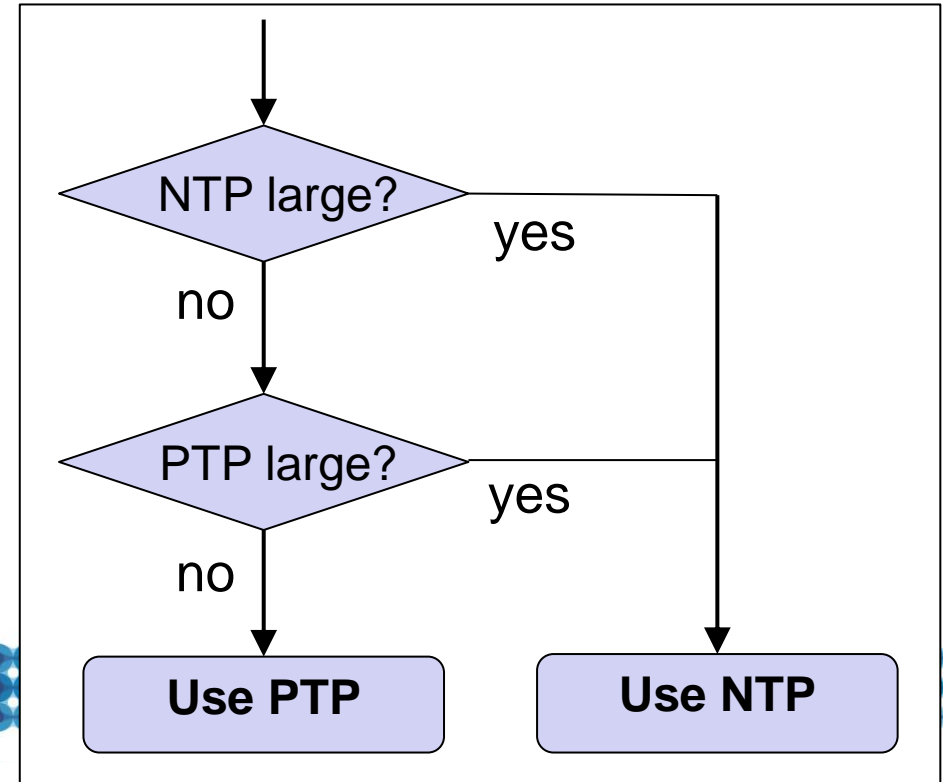 NTP large?
yes
no
PTP large?
yes
no
Use PTP
Use NTP